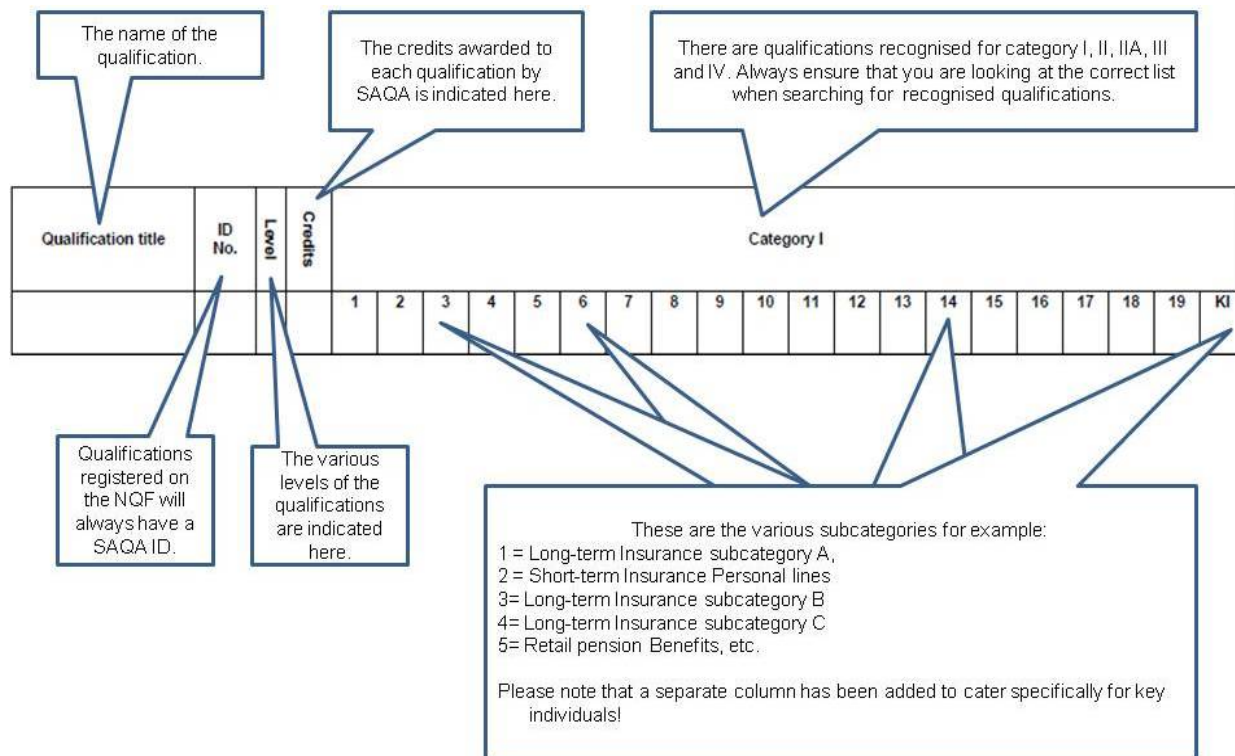 The name of the
qualification.
The credits awarded to
each qualification by
SAQA is indicated here.
There are qualifications recognised for category I, II, IIA, III
and IV. Always ensure that you are looking at the correct list
when searching for recognised qualifications.
Qualification title
ID
No.
Level
Credits
Category I
1 2 3 4 5 6 7 8 9 10 11 12 13 14 15 16 17 18 19 KI
Qualifications
registered on
the NQF will
always have a
SAQA ID.
The various
levels of the
qualifications
are indicated
here.
These are the various subcategories for example:
1 = Long-term Insurance subcategory A,
2 = Short-term Insurance Personal lines
3= Long-term Insurance subcategory B
4= Long-term Insurance subcategory C
5= Retail pension Benefits, etc.
Please note that a separate column has been added to cater specifically for key
individuals!